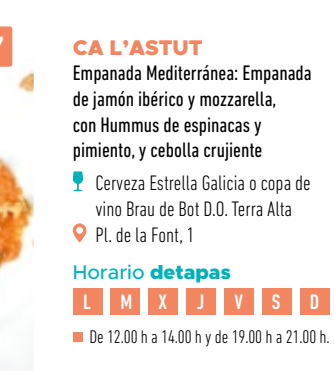 CA L'ASTUT
Empanada Mediterránea: Empanada
de jamón ibérico y mozzarella,
con Hummus de espinacas y
pimiento, y cebolla crujiente
Cerveza Estrella Galicia o copa de
vino Brau de Bot D.O. Terra Alta
Pl. de la Font, 1
Horario detapas
L M X J V S D
De 12.00 h a 14.00 h y de 19.00 h a 21.00 h.